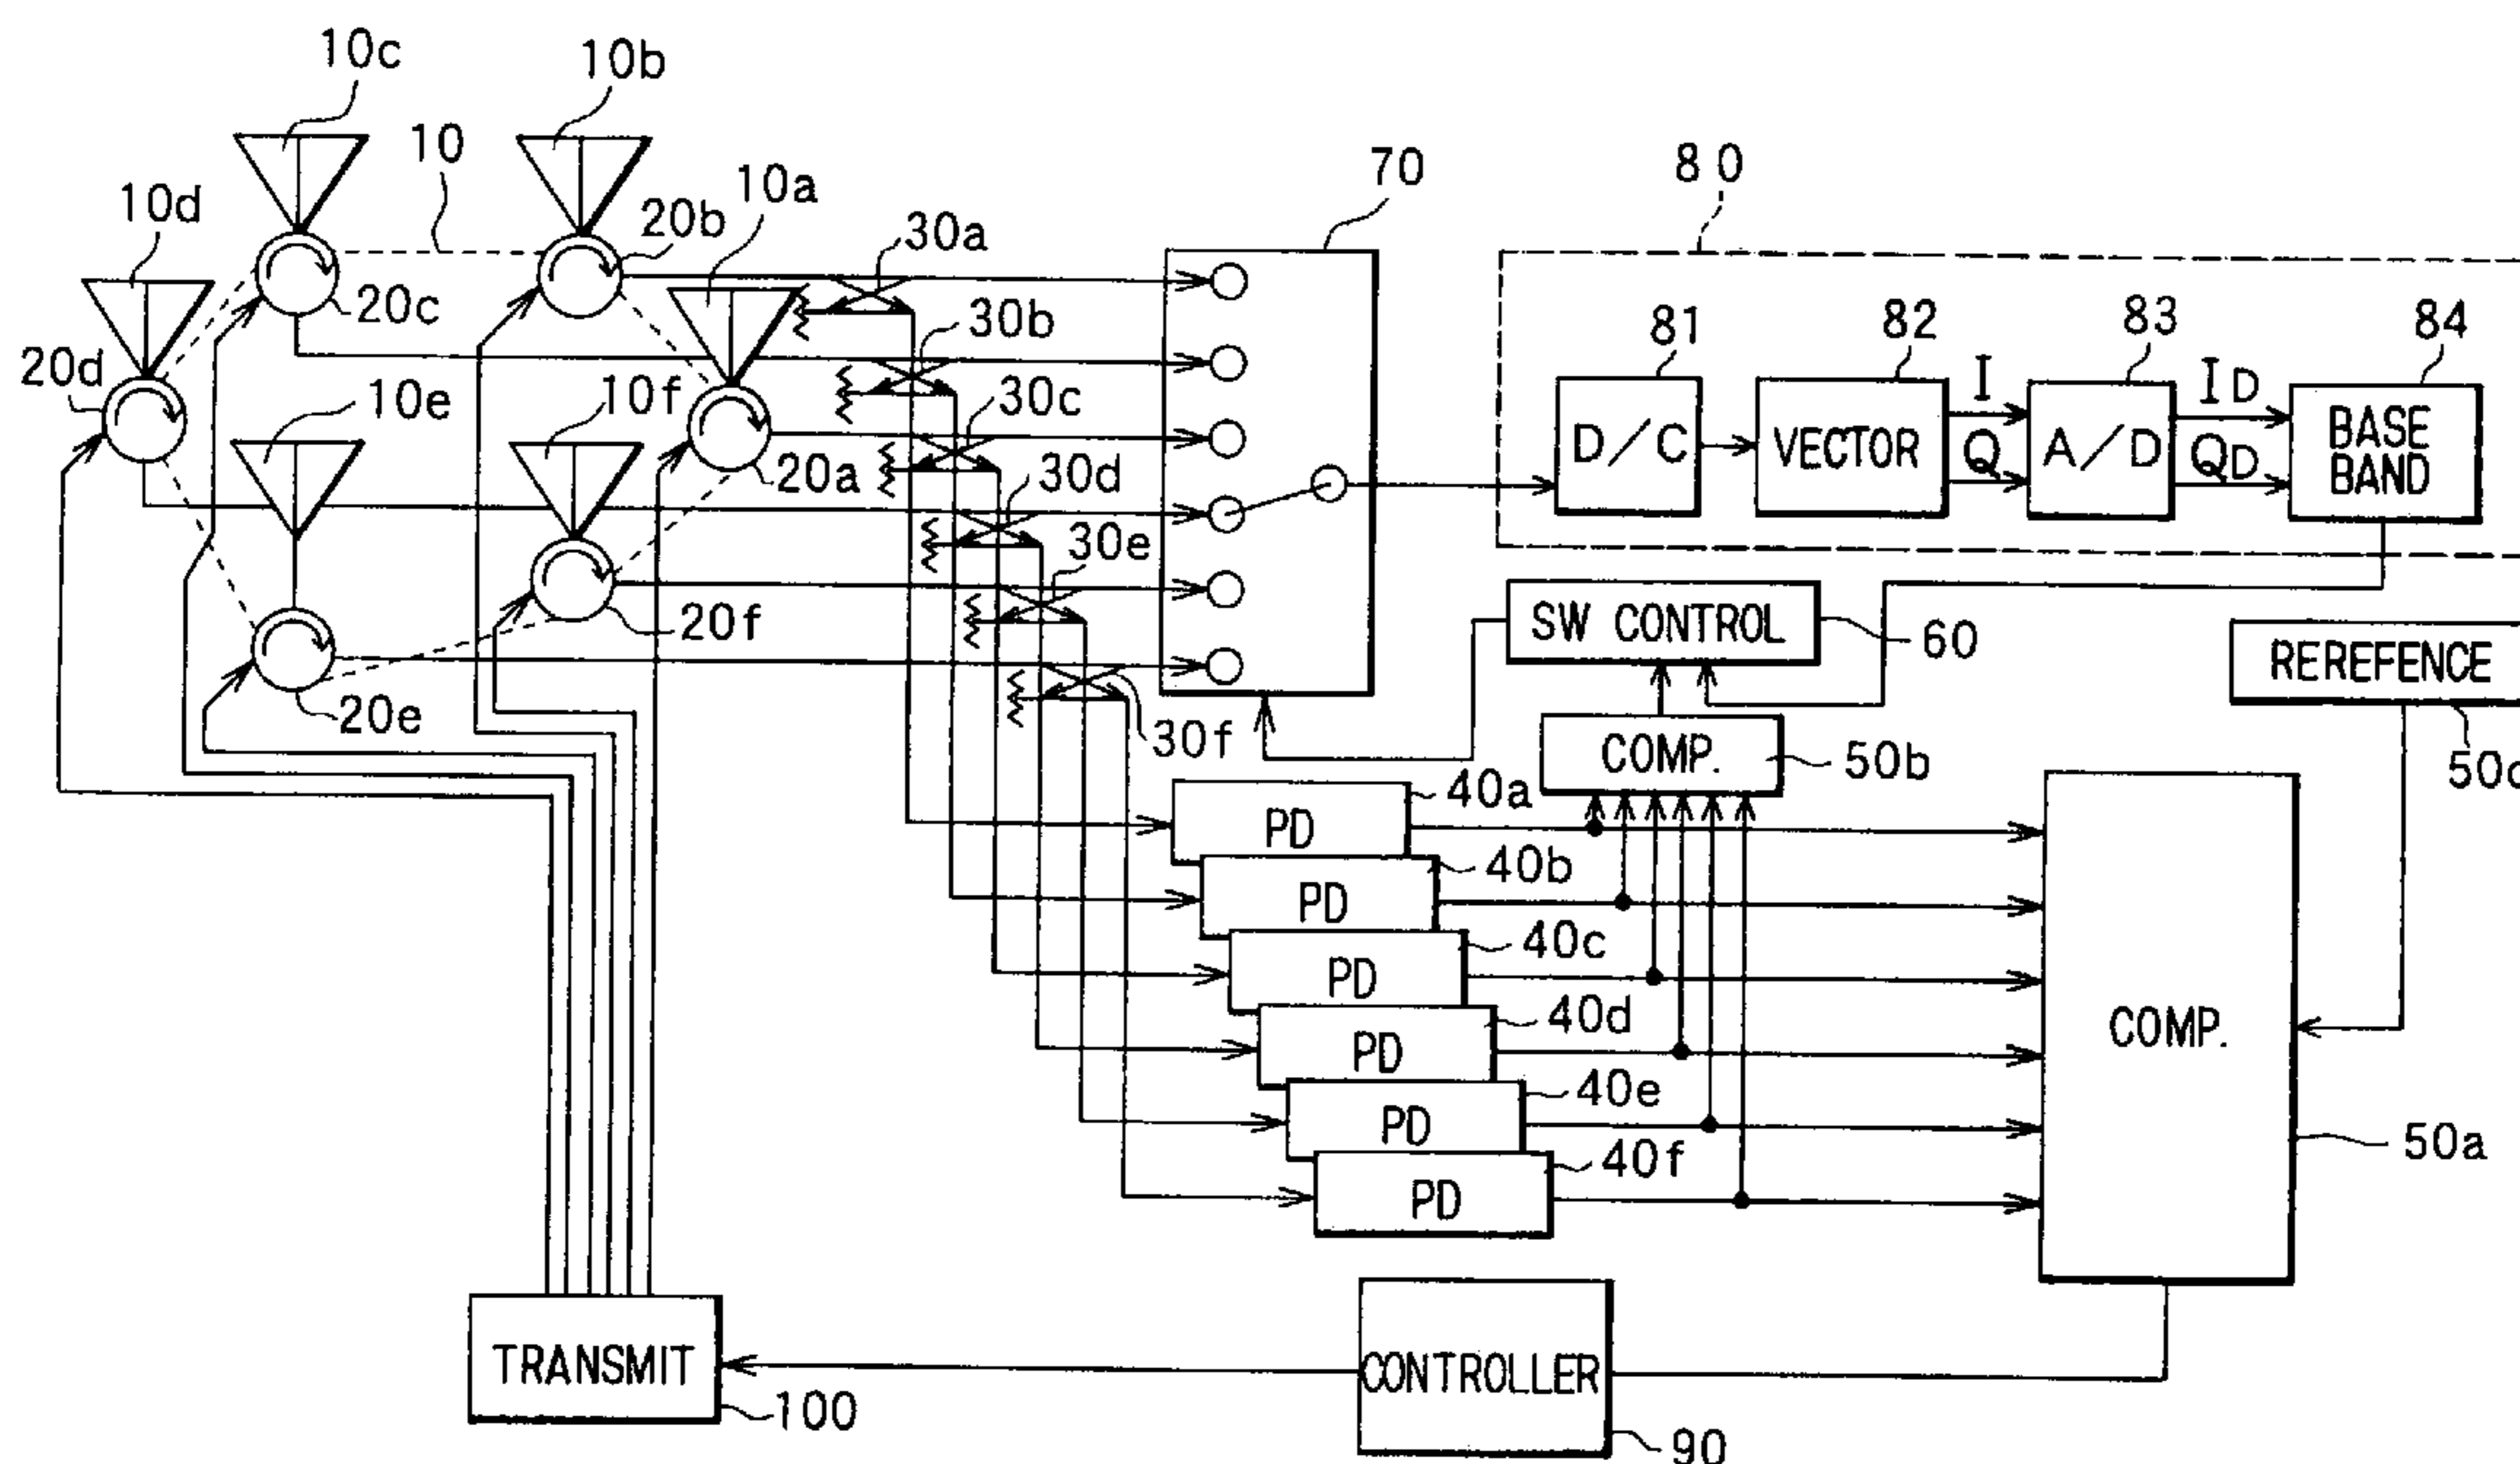 10c
10b
10
10d
10a
20b
30a
70
80
20c
30b
81
82
83
84
20d
10e
10f
30c
I
ID
D/C
VECTOR
A/D
BASE
BAND
Q
QD
20a
30d
30e
20f
SW CONTROL
60
REREFENCE
20e
30f
COMP.
50b
40a
PD
40b
PD
40c
PD
40d
PD
COMP.
40e
PD
50a
40f
PD
TRANSMIT
100
CONTROLLER
90